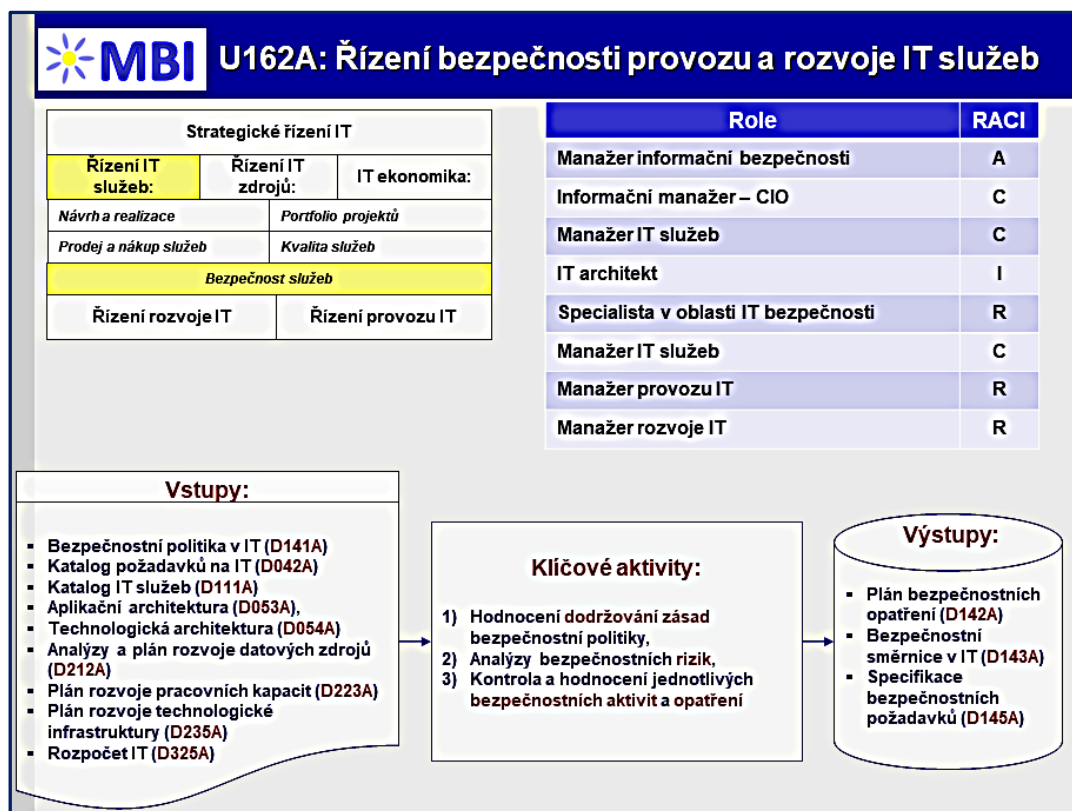 MBI
U162A: Řízení bezpečnosti provozu a rozvoje IT služeb
Strategické řízení IT
Řízení IT
služeb:
Řízení IT
zdrojů:
IT ekonomika:
Návrh a realizace
Portfolio projektů
Prodej a nákup služeb
Kvalita služeb
Bezpečnost služeb
Řízení rozvoje IT
Řízení provozu IT
Role RACI
Manažer informační bezpečnosti A
Informační manažer – CIO C
Manažer IT služeb C
IT architekt I
Specialista v oblasti IT bezpečnosti R
Manažer IT služeb C
Manažer provozu IT R
Manažer rozvoje IT R
Vstupy:
▪ Bezpečnostní politika v IT (D141A)
▪ Katalog požadavků na IT (D042A)
▪ Katalog IT služeb (D111A)
▪ Aplikační architektura (D053A),
▪ Technologická architektura (D054A)
▪ Analýzy a plán rozvoje datových zdrojů
(D212A)
▪ Plán rozvoje pracovních kapacit (D223A)
▪ Plán rozvoje technologické
infrastruktury (D235A)
▪ Rozpočet IT (D325A)
Klíčové aktivity:
1) Hodnocení dodržování zásad
bezpečnostní politiky,
2) Analýzy bezpečnostních rizik,
3) Kontrola a hodnocení jednotlivých
bezpečnostních aktivit a opatření
Výstupy:
▪ Plán bezpečnostních
opatření (D142A)
▪ Bezpečnostní
směrnice v IT (D143A)
▪ Specifikace
bezpečnostních
požadavků (D145A)